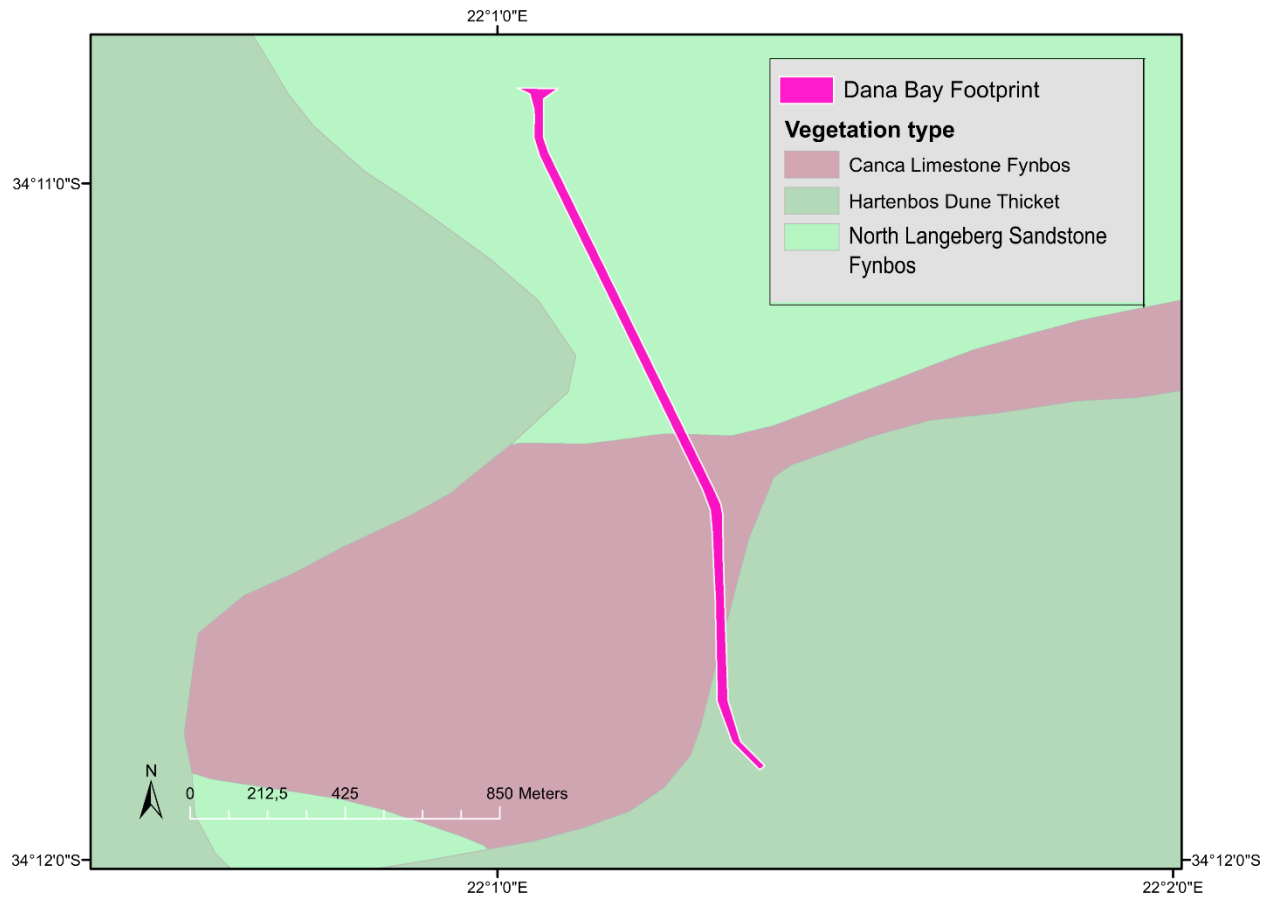 22°1'0"E
Dana Bay Footprint
Vegetation type
Canca Limestone Fynbos
Hartenbos Dune Thicket
North Langeberg Sandstone
Fynbos
34°11'0"S
N
0 212,5 425 850 Meters
34°12'0"S 34°12'0"S
22°1'0"E 22°2'0"E